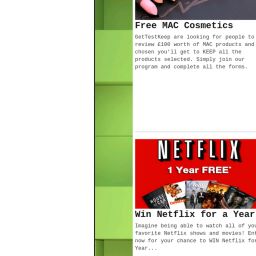 Free MAC Cosmetics
GetTestKeep are looking for people to
review £100 worth of MAC products and
chosen you'll get to KEEP all the
products selected. Simply join our
program and complete all the forms.
NETFLIX
1 Year FREE*
Win Netflix for a Year
Imagine being able to watch all of you
favorite Netflix shows and movies! Ent
now for your chance to WIN Netflix for
Year...